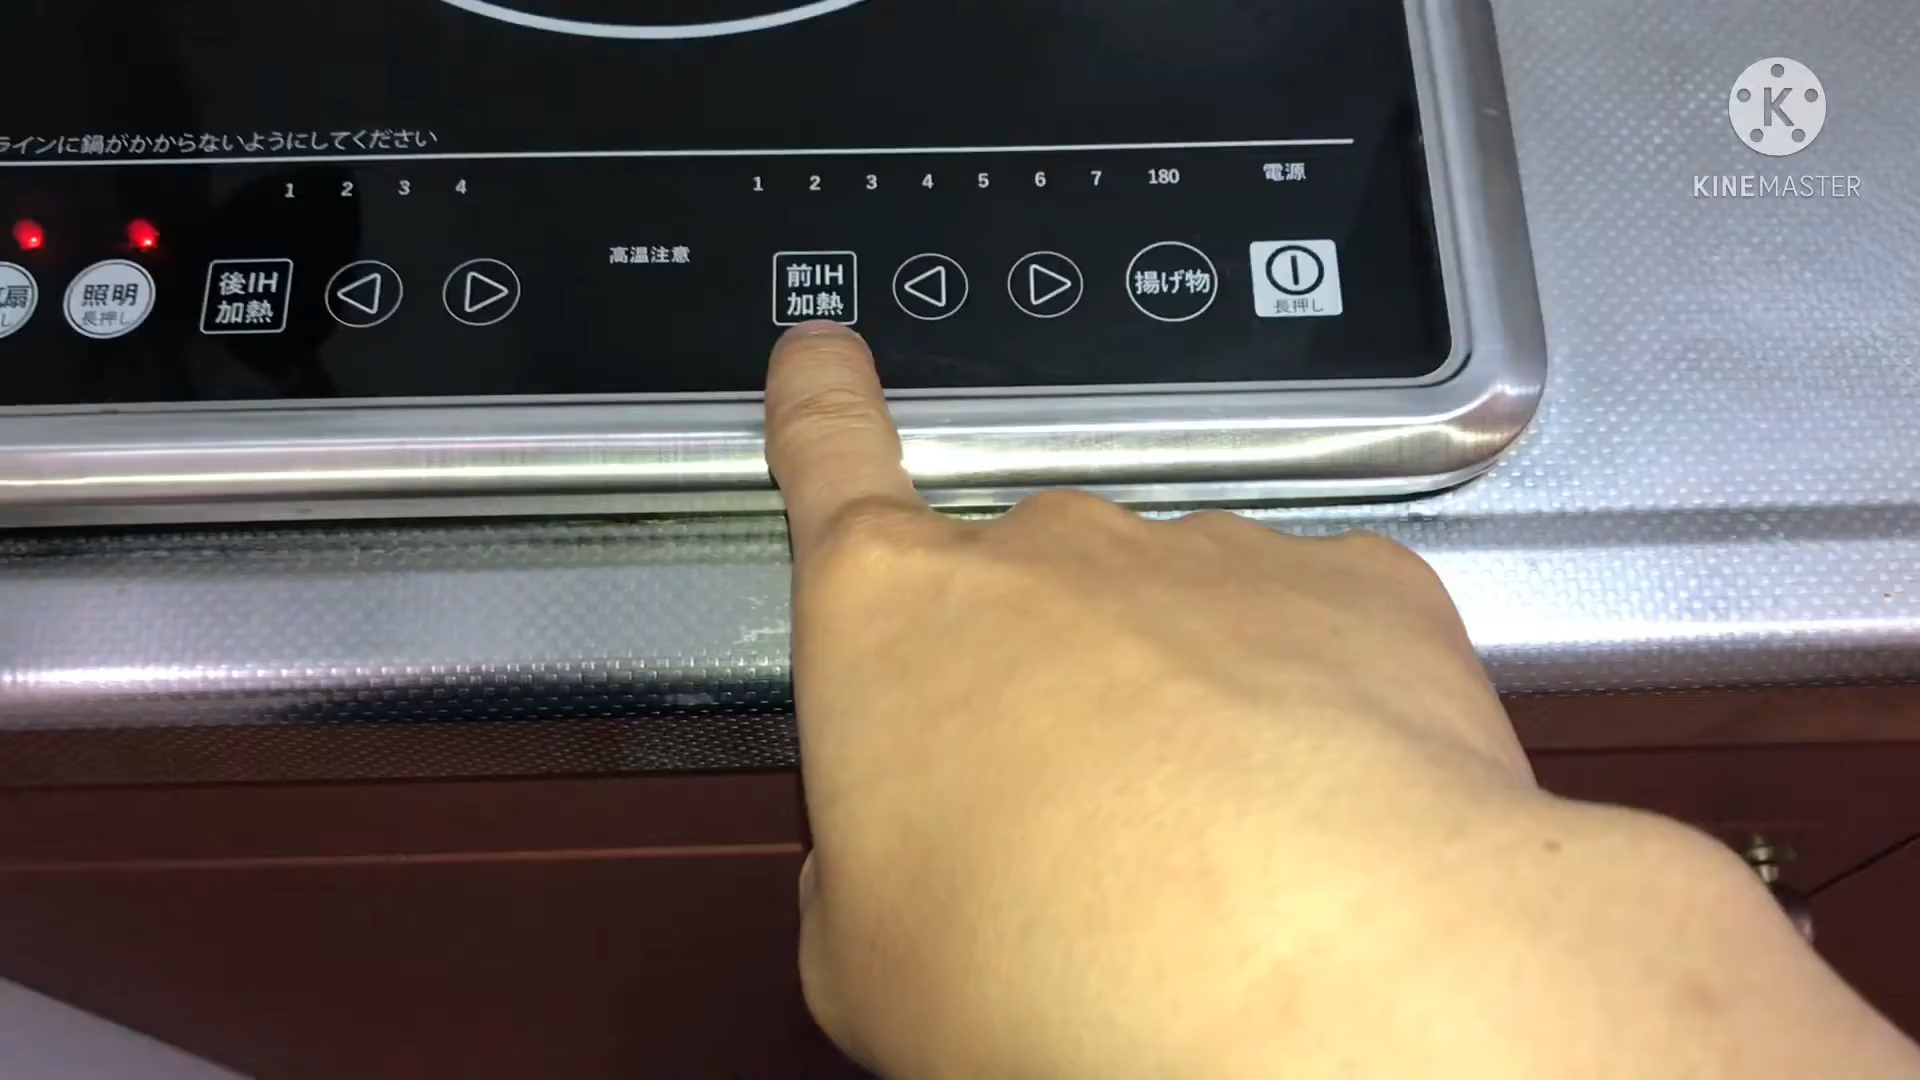 ラインに鍋がかからないようにしてください
1 2 3 4
1 2 3 4 5 6 7 180
電源
高温注意
扇
照明
長押し
後IH
加熱
前IH
加熱
揚げ物
長押し
K
KINEMASTER